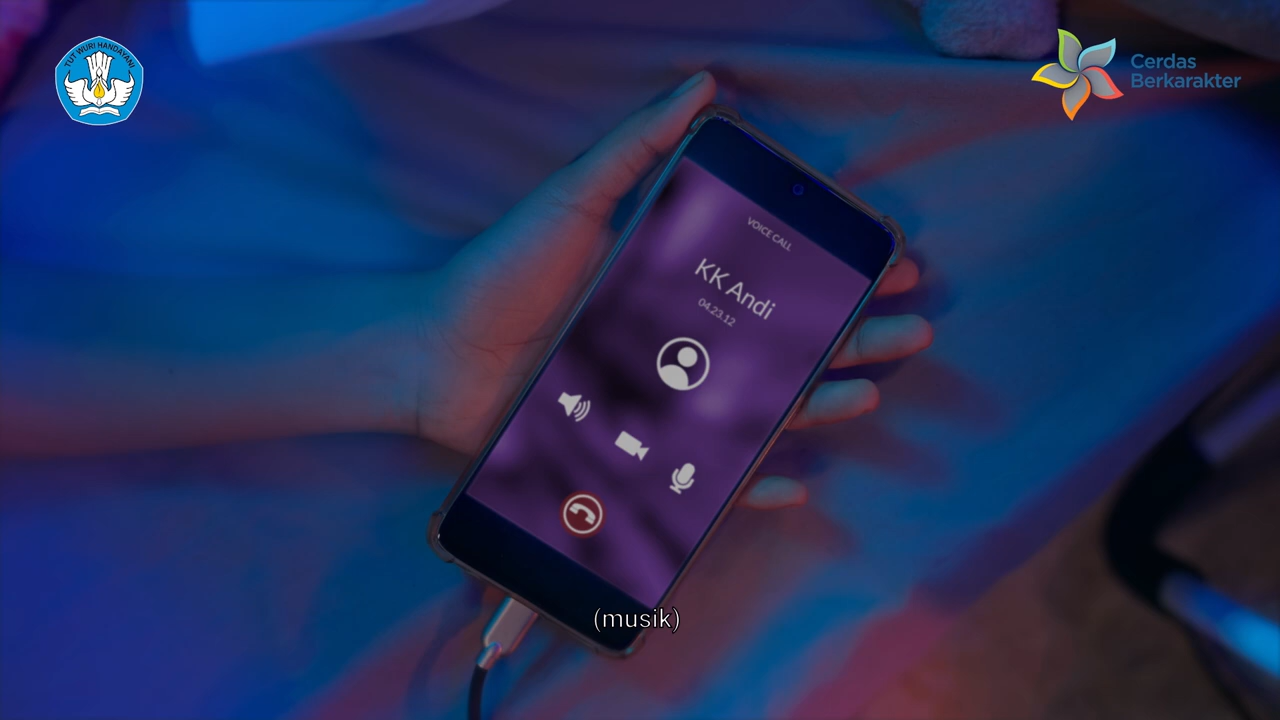 TUT WURI HANDAYANI
Cerdas
Berkarakter
VOICE CALL
KK Andi
04.23.12
(musik)